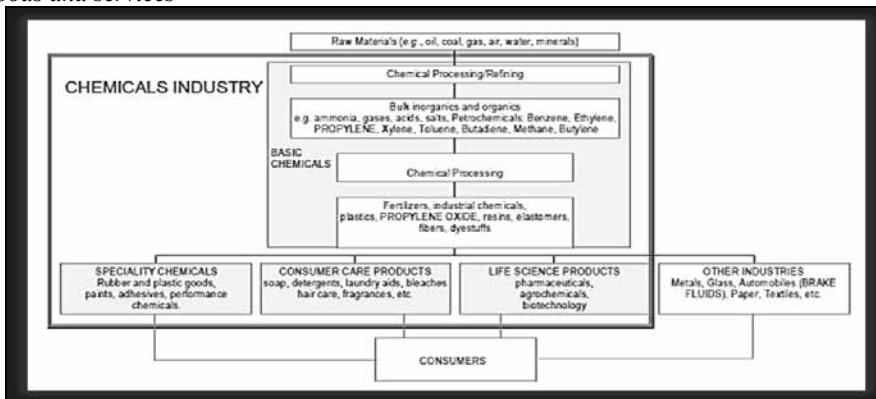 Raw Materials (e.g., oil, coal, gas, air, water, minerals)
CHEMICALS INDUSTRY
Chemical Processing/Refining
Bulk inorganics and organics
e.g. ammonia, gases, acids, salts, Petrochemicals: Benzene, Ethylene,
PROPYLENE, Xylene, Toluene, Butadiene, Methane, Butylene
BASIC
CHEMICALS
Chemical Processing
Fertilizers, industrial chemicals,
plastics, PROPYLENE OXIDE, resins, elastomers,
fibers, dyestuffs
SPECIALITY CHEMICALS
Rubber and plastic goods,
paints, adhesives, performance
chemicals.
CONSUMER CARE PRODUCTS
soap, detergents, laundry aids, bleaches
hair care, fragrances, etc.
LIFE SCIENCE PRODUCTS
pharmaceuticals,
agrochemicals,
biotechnology
OTHER INDUSTRIES
Metals, Glass, Automobiles (BRAKE
FLUIDS), Paper, Textiles, etc.
CONSUMERS